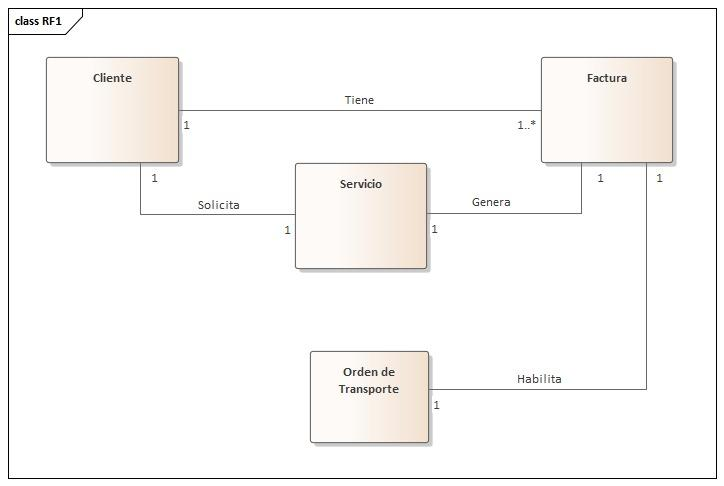 class RF1
Cliente
Factura
Tiene
1
1..*
1
Servicio
1
1
Solicita
Genera
1
1
Orden de
Transporte
Habilita
1